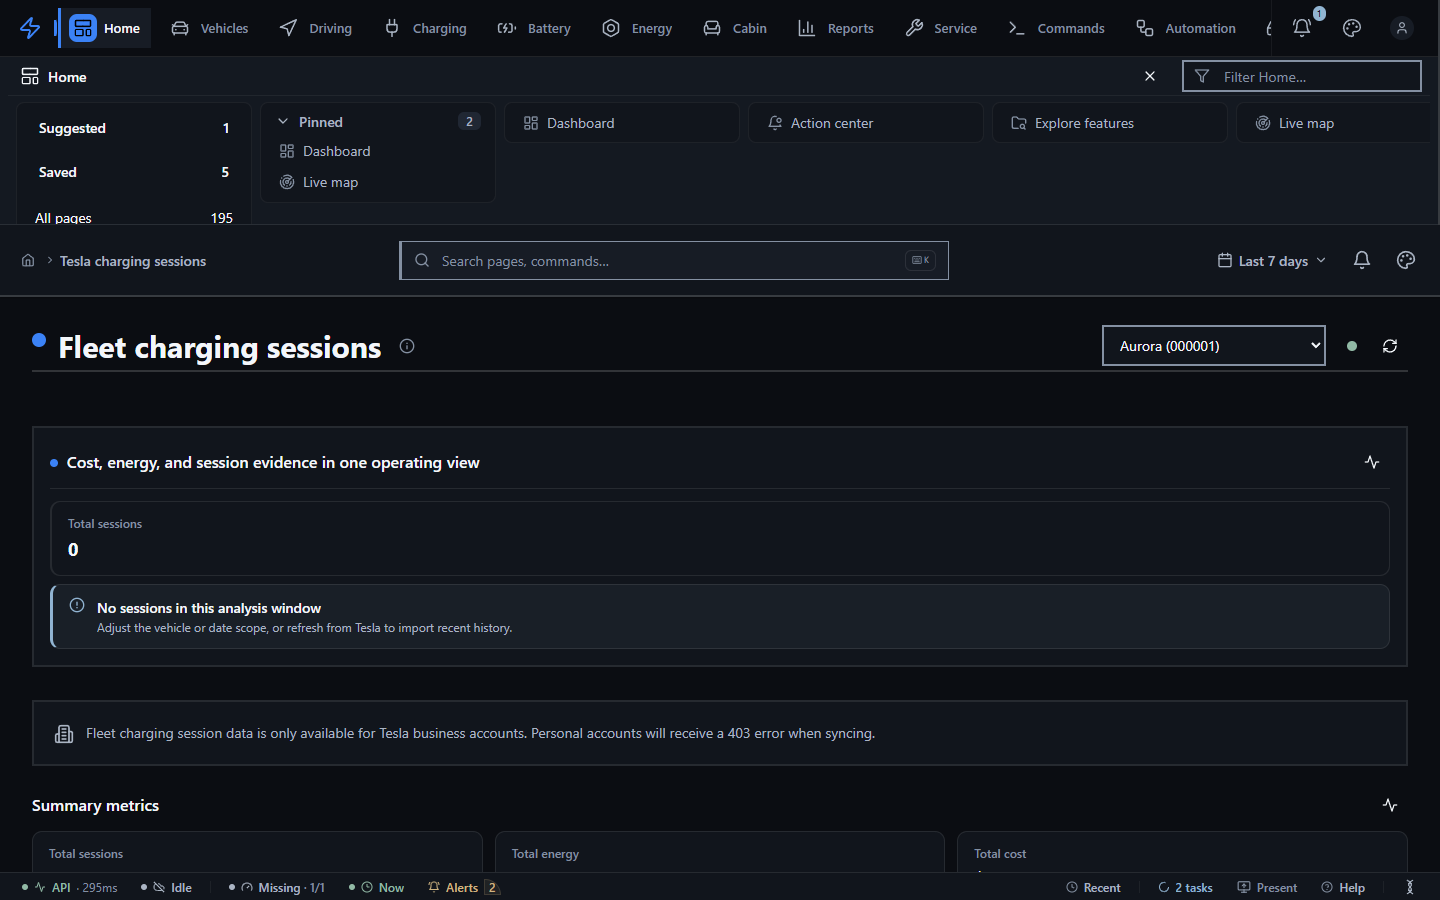 Home
Vehicles
Driving
Charging
Battery
Energy
Cabin
Reports
Service
Commands
Automation
1
Home
Filter Home...
Suggested 1
Saved 5
All pages 195
Pinned 2
Dashboard
Live map
Dashboard
Action center
Explore features
Live map
Tesla charging sessions
Search pages, commands...
K
Last 7 days
Fleet charging sessions
Aurora (000001)
Cost, energy, and session evidence in one operating view
Total sessions
0
No sessions in this analysis window
Adjust the vehicle or date scope, or refresh from Tesla to import recent history.
Fleet charging session data is only available for Tesla business accounts. Personal accounts will receive a 403 error when syncing.
Summary metrics
Total sessions
Total energy
Total cost
API · 295ms
Idle
Missing · 1/1
Now
Alerts 2
Recent
2 tasks
Present
Help